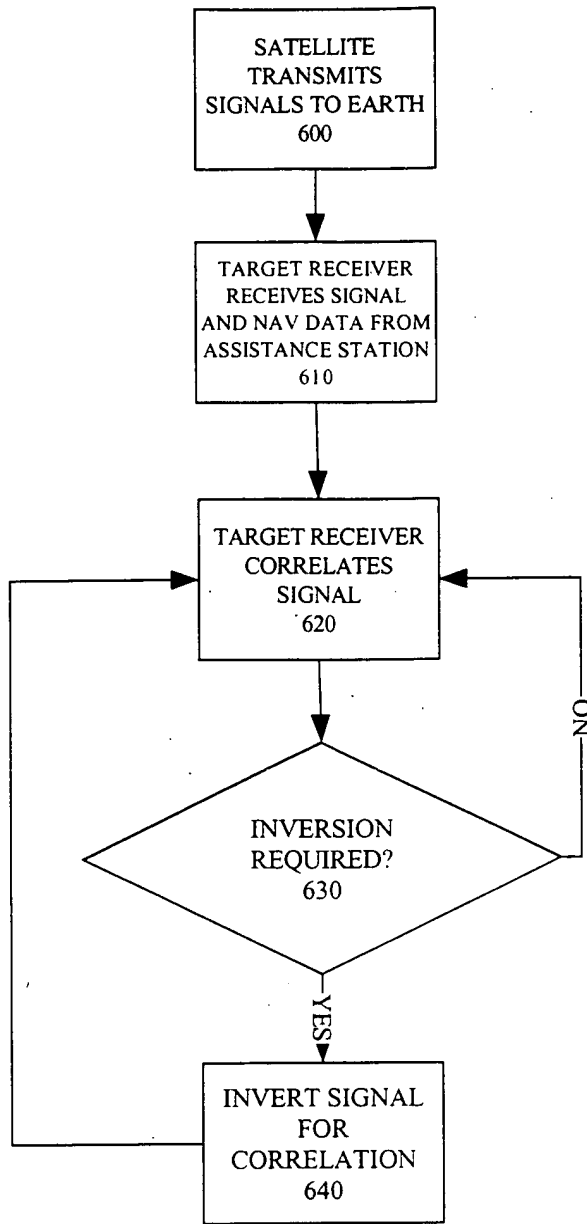 SATELLITE
TRANSMITS
SIGNALS TO EARTH
600
TARGET RECEIVER
RECEIVES SIGNAL
AND NAV DATA FROM
ASSISTANCE STATION
610
TARGET RECEIVER
CORRELATES
SIGNAL
620
NO
INVERSION
REQUIRED?
630
YES
INVERT SIGNAL
FOR
CORRELATION
640